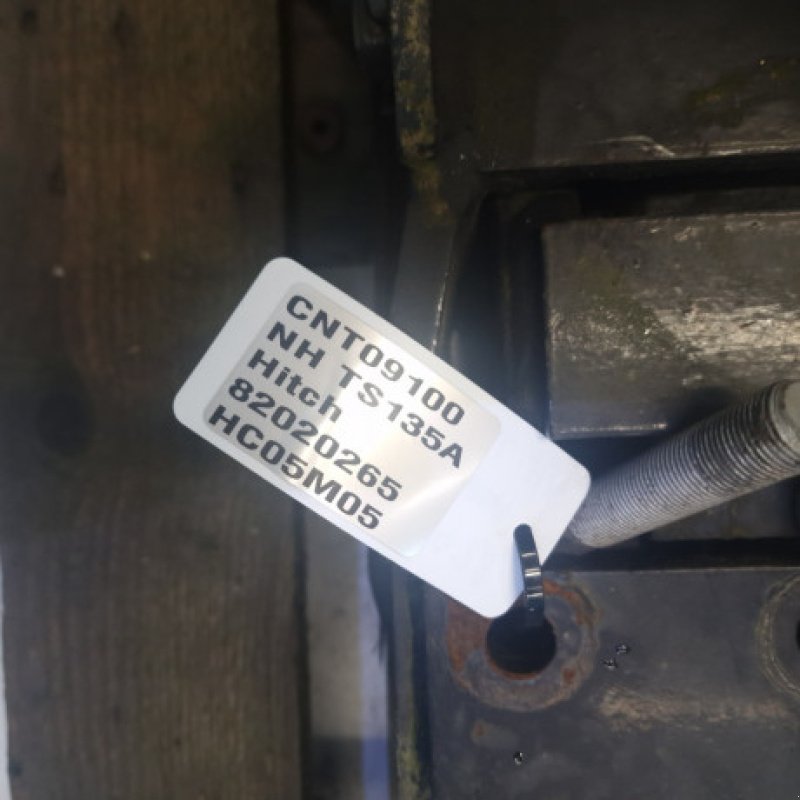 CNT09100
NH TS135A
Hitch
82020265
HC05M05